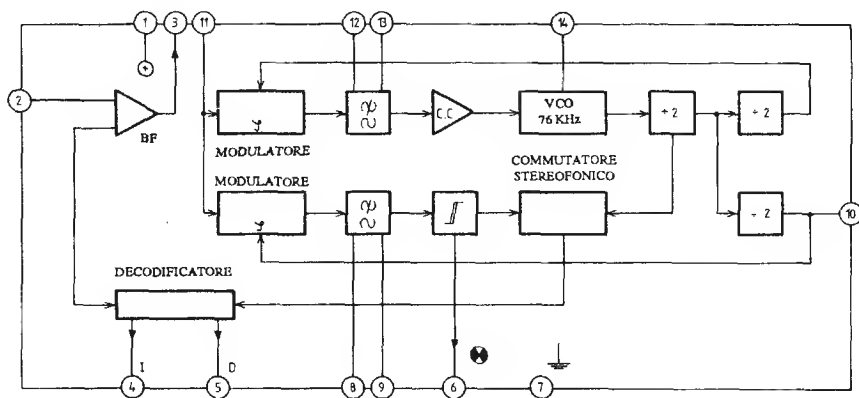 1 3 11 12 13 14
+
2
BF
φ
MODULATORE
C.C
VCO
76 KHz
÷ 2
÷ 2
MODULATORE
φ
COMMUTATORE
STEREOFONICO
÷ 2
10
DECODIFICATORE
I D
4 5 8 9 6 7